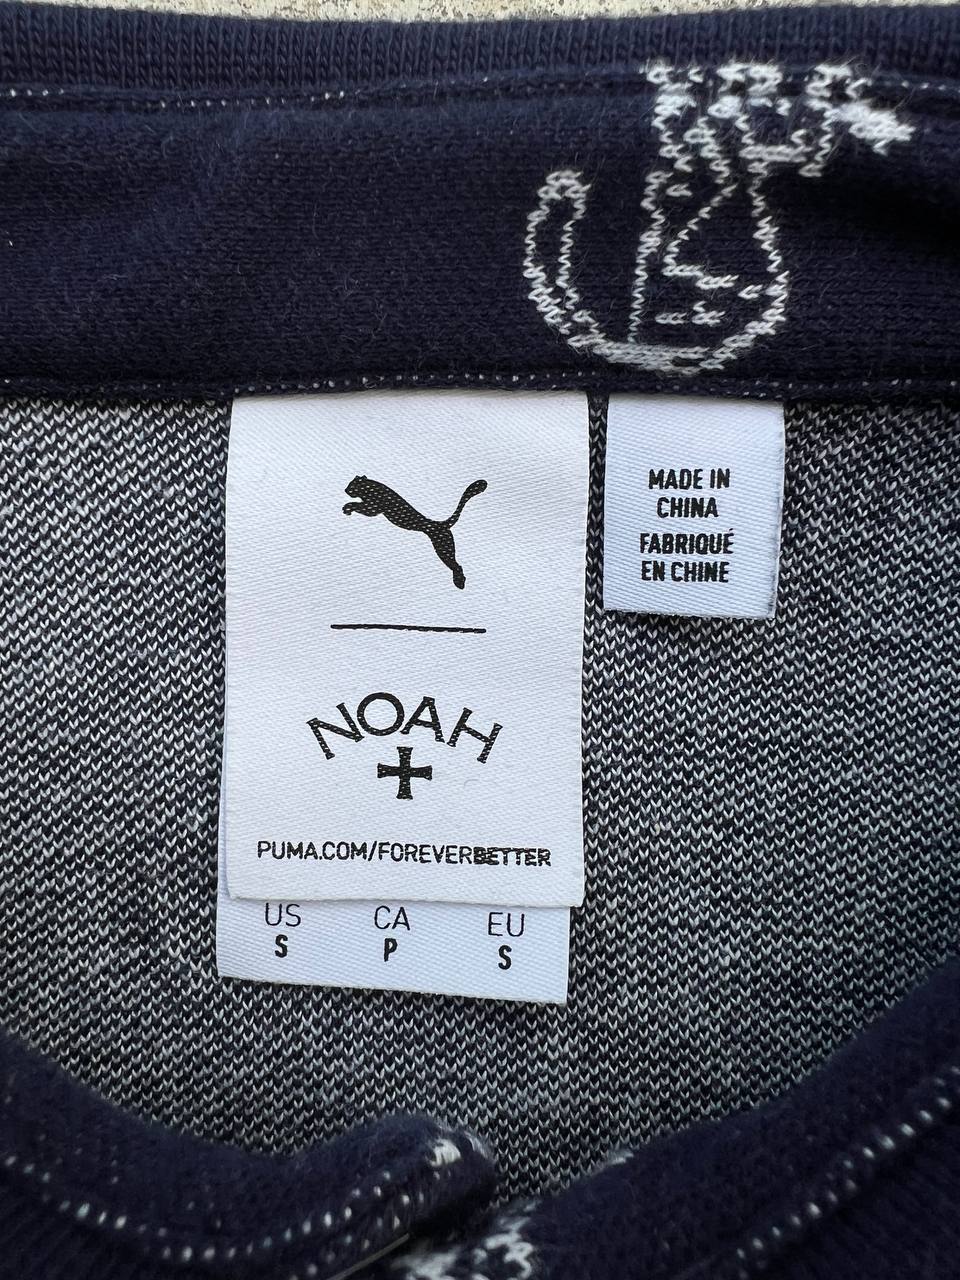 MADE IN
CHINA
FABRIQUÉ
EN CHINE
NOAH
PUMA.COM/FOREVERBETTER
US CA EU
S P S